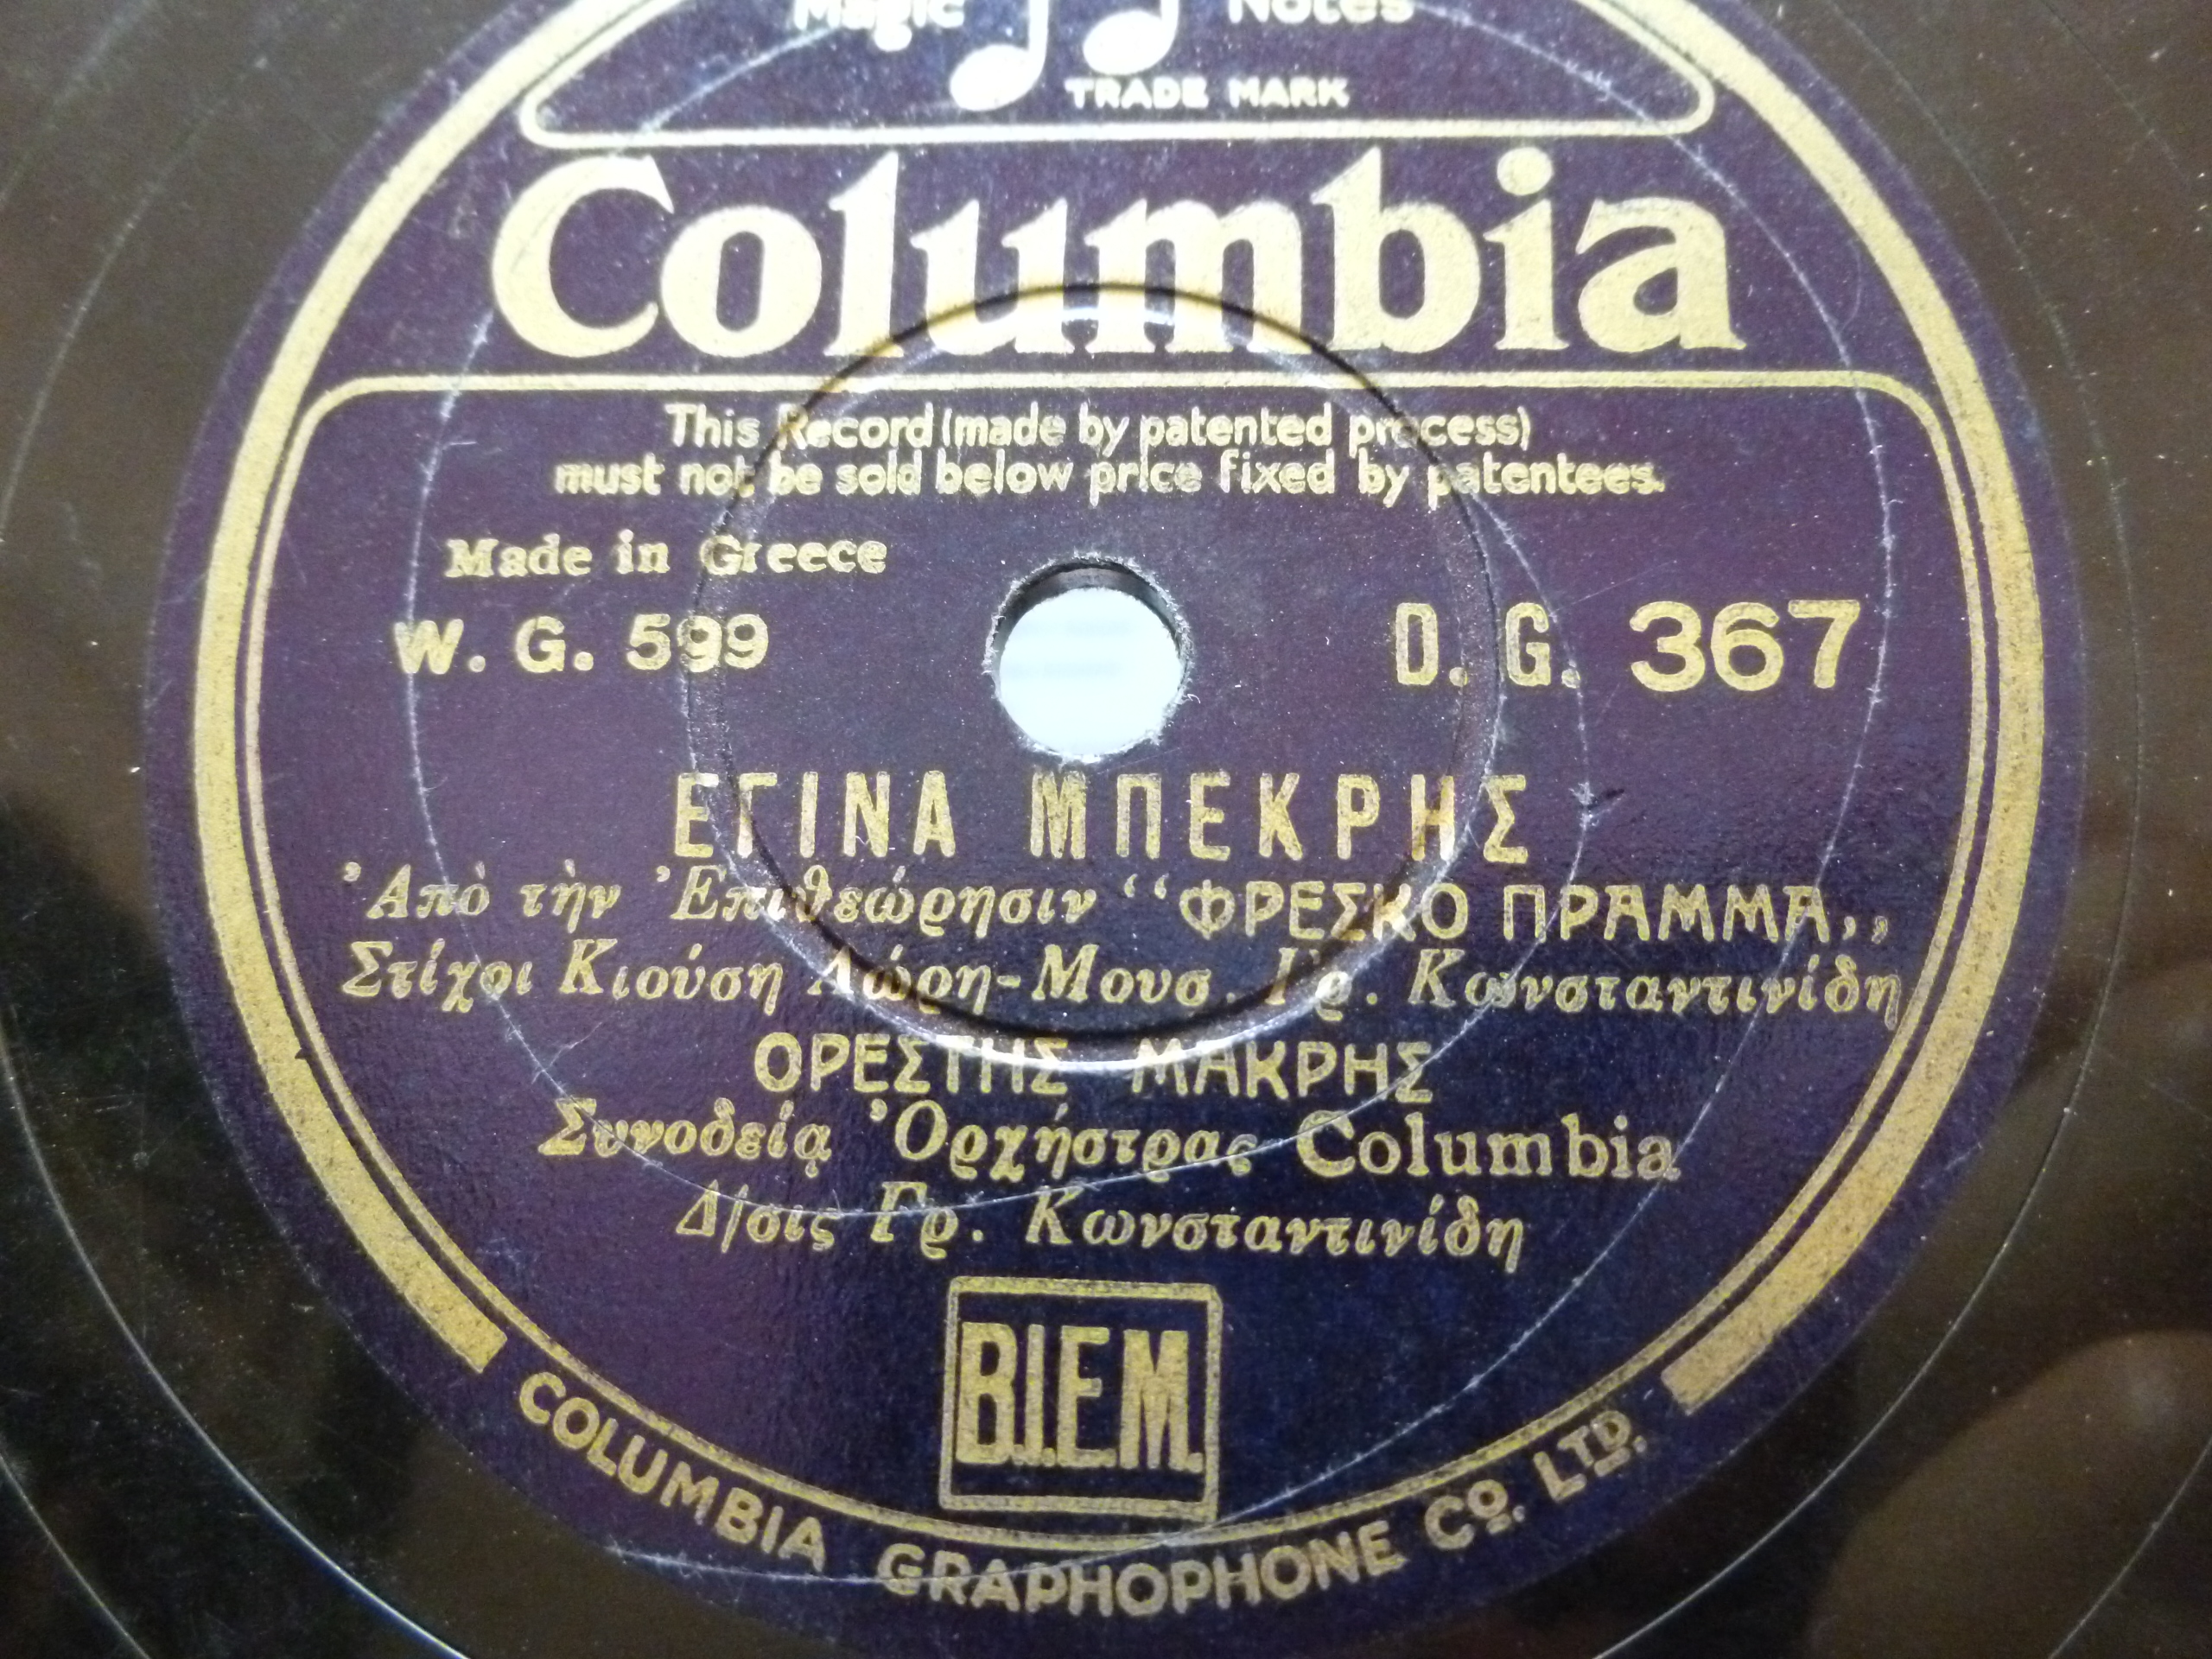 Magic Notes
TRADE MARK
Columbia
This Record (made by patented process)
must not be sold below price fixed by patentees.
Made in Greece
W. G. 599
D. G. 367
ΕΓΙΝΑ ΜΠΕΚΡΗΣ
Ἀπὸ τὴν Ἐπιθεώρησιν “ΦΡΕΣΚΟ ΠΡΑΜΜΑ,,
Στίχοι Κιούση Λώρη-Μουσ. Γρ. Κωνσταντινίδη
ΟΡΕΣΤΗΣ ΜΑΚΡΗΣ
Συνοδείᾳ Ὀρχήστρας Columbia
Δ/σις Γρ. Κωνσταντινίδη
B.I.E.M.
COLUMBIA GRAPHOPHONE CO. LTD.